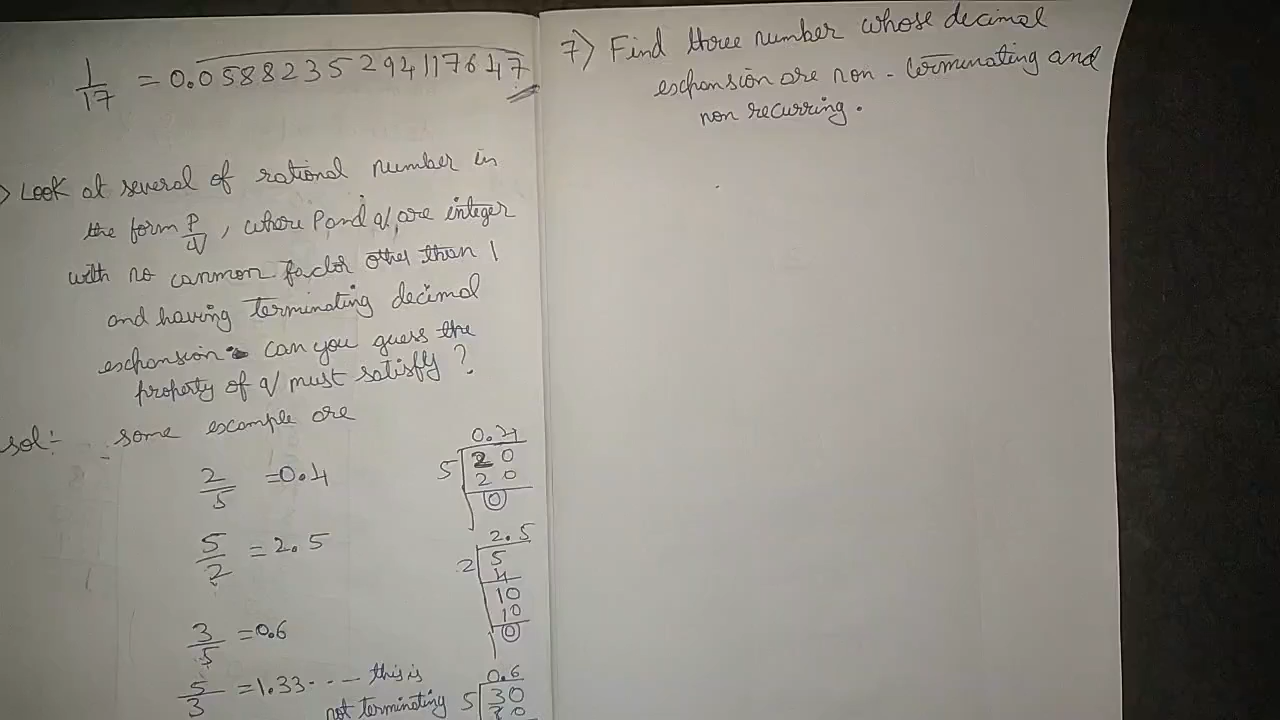 1/17 = 0.0588235294117647
Look at several of rational number in
the form p/q, where p and q are integer
with no canmon factor other than 1
and having terminating decimal
exhansion. can you guess the
property of q must satisfy?
sol:- some example are
2/5 = 0.4
5/2 = 2.5
3/5 = 0.6
5/3 = 1.33... this is
not terminating
0.4
5 20
20
0
2.5
2 5
4
10
10
0
0.6
5 30
30
7) Find three number whose decimal
exhansion are non-terminating and
non recurring.